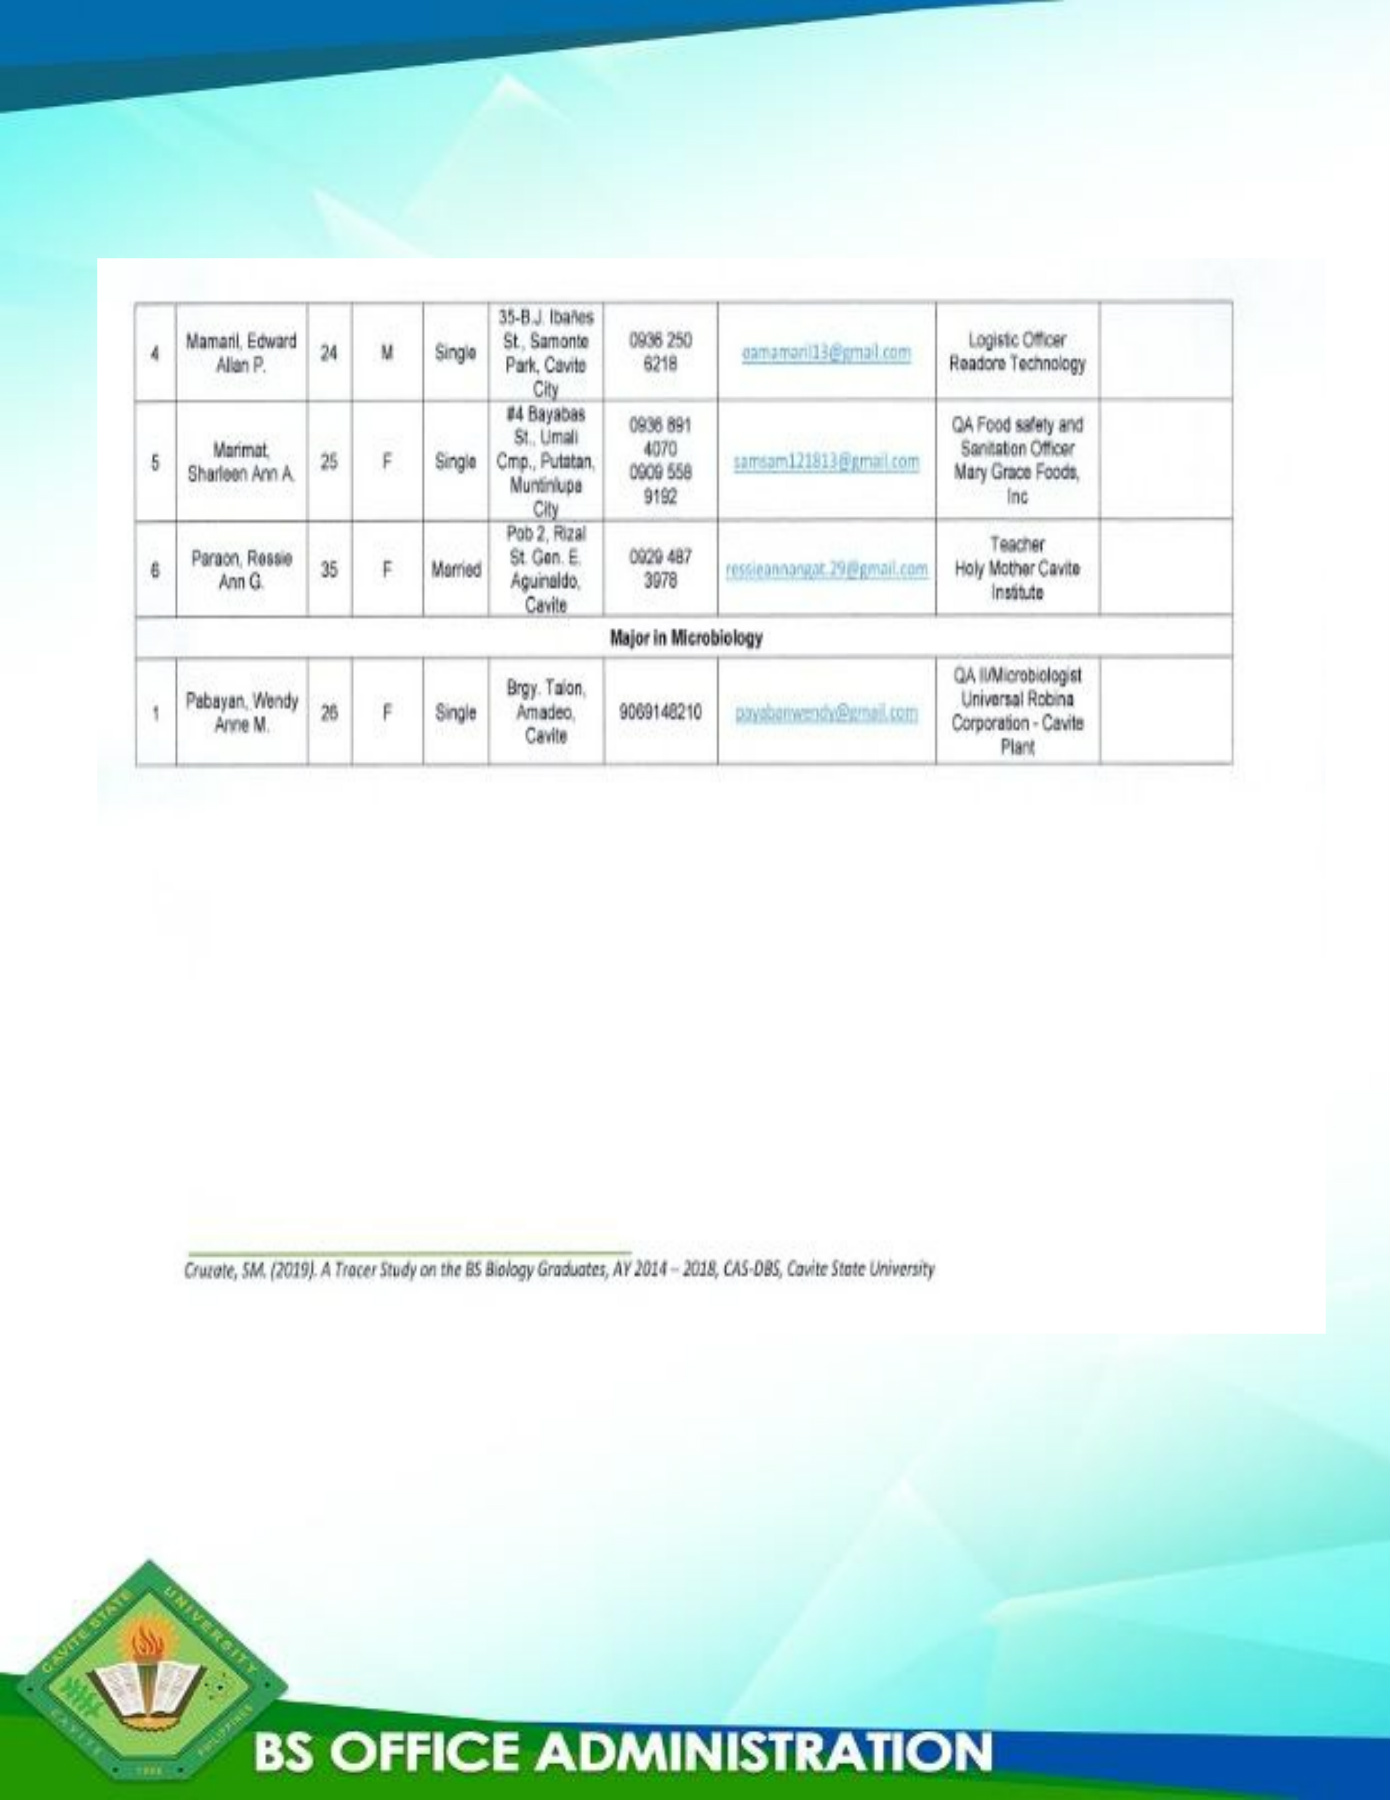 4
Mamaril, Edward
Allan P.
24
M
Single
35-B.J. Ibañes
St., Samonte
Park, Cavite
City
0936 250
6218
eamamaril13@gmail.com
Logistic Officer
Readore Technology
5
Marimat,
Sharleen Ann A.
25
F
Single
#4 Bayabas
St., Umali
Cmp., Putatan,
Muntinlupa
City
0936 891
4070
0909 558
9192
samsam121813@gmail.com
QA Food safety and
Sanitation Officer
Mary Grace Foods,
Inc
6
Paraon, Ressie
Ann G.
35
F
Married
Pob 2, Rizal
St. Gen. E.
Aguinaldo,
Cavite
0929 487
3978
ressieannangat.29@gmail.com
Teacher
Holy Mother Cavite
Institute
Major in Microbiology
1
Pabayan, Wendy
Anne M.
26
F
Single
Brgy. Talon,
Amadeo,
Cavite
9069148210
payabanwendy@gmail.com
QA II/Microbiologist
Universal Robina
Corporation - Cavite
Plant
Cruzate, SM. (2019). A Tracer Study on the BS Biology Graduates, AY 2014 – 2018, CAS-DBS, Cavite State University
CAVITE STATE UNIVERSITY
CAVITE PHILIPPINES
1906
BS OFFICE ADMINISTRATION